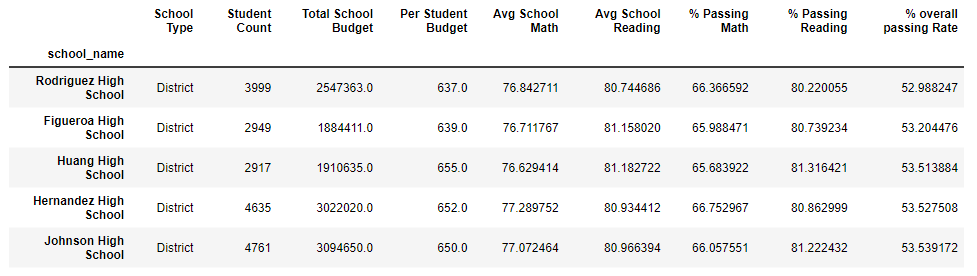 School Type Student Count Total School Budget Per Student Budget Avg School Math Avg School Reading % Passing Math % Passing Reading % overall passing Rate
school_name
Rodriguez High School District 3999 2547363.0 637.0 76.842711 80.744686 66.366592 80.220055 52.988247
Figueroa High School District 2949 1884411.0 639.0 76.711767 81.158020 65.988471 80.739234 53.204476
Huang High School District 2917 1910635.0 655.0 76.629414 81.182722 65.683922 81.316421 53.513884
Hernandez High School District 4635 3022020.0 652.0 77.289752 80.934412 66.752967 80.862999 53.527508
Johnson High School District 4761 3094650.0 650.0 77.072464 80.966394 66.057551 81.222432 53.539172